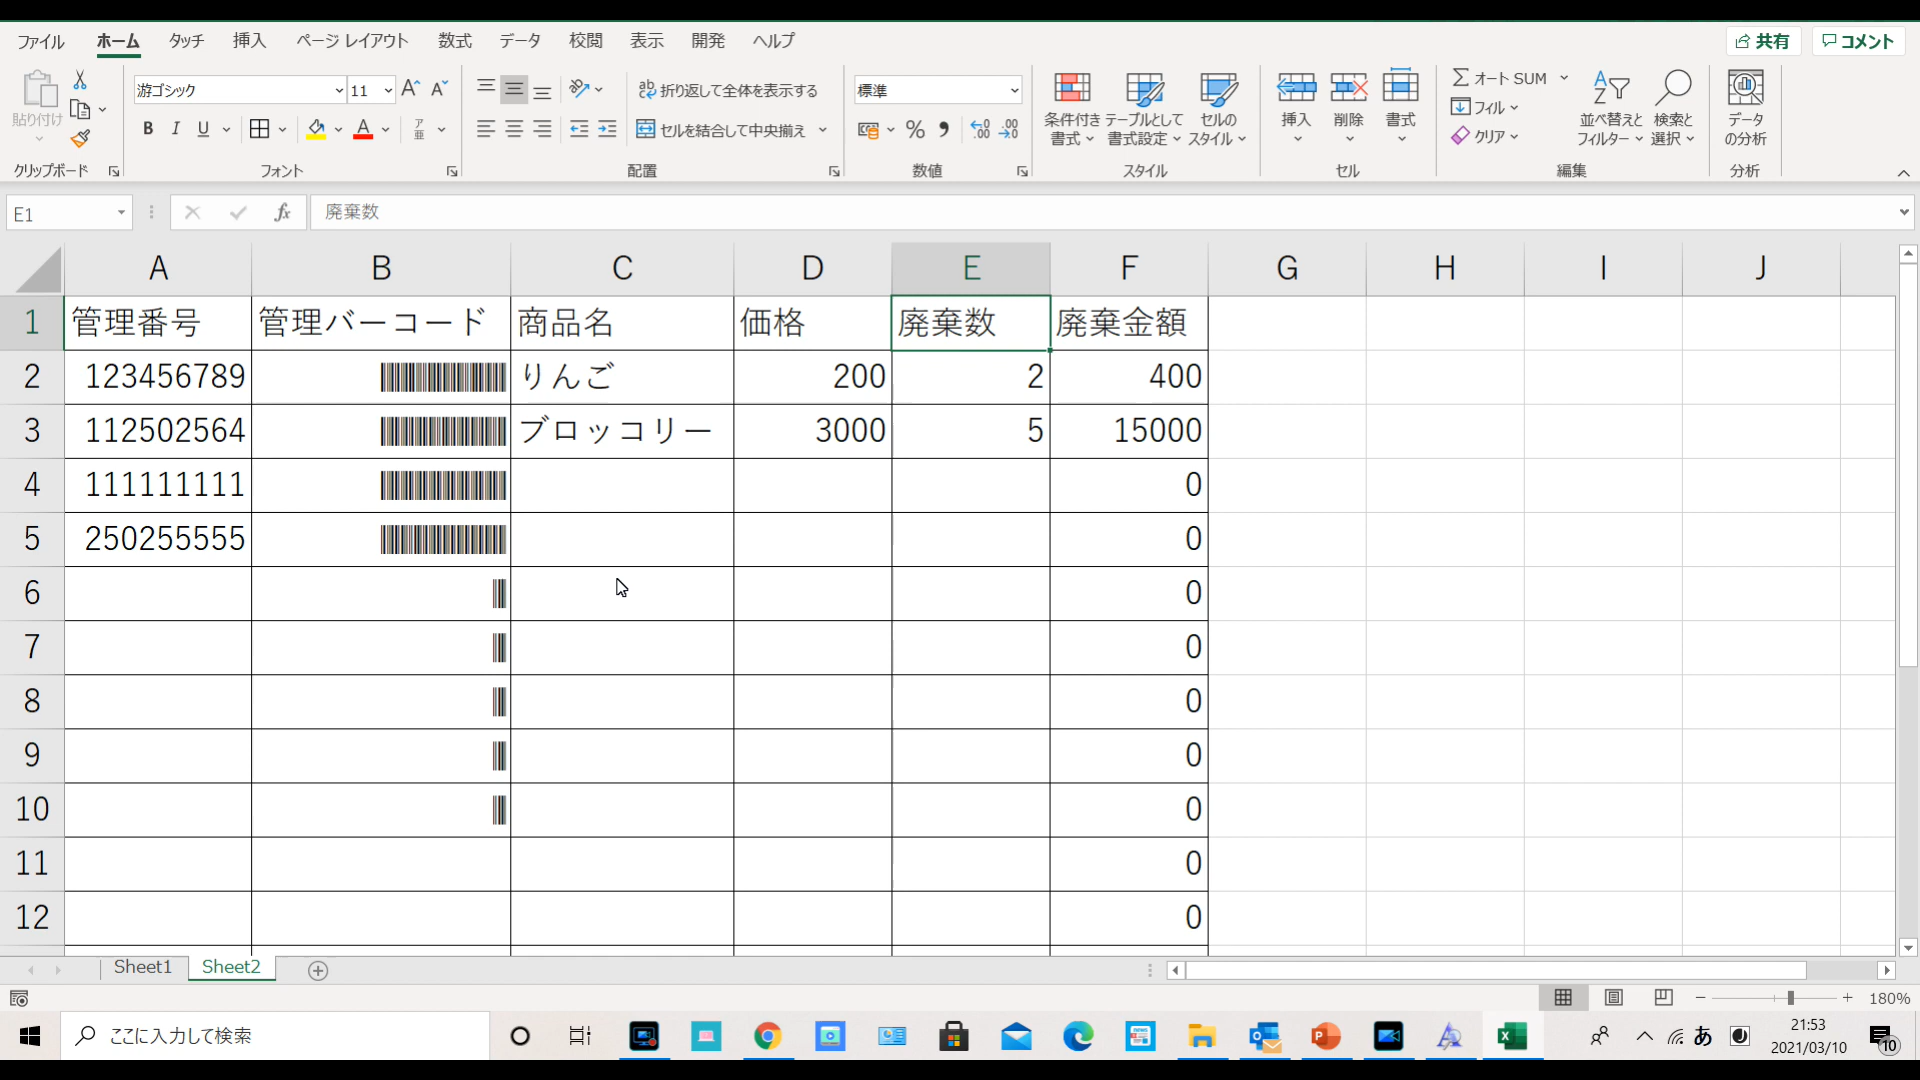 ファイル ホーム タッチ 挿入 ページ レイアウト 数式 データ 校閲 表示 開発 ヘルプ 共有 コメント
游ゴシック 11 折り返して全体を表示する 標準 オート SUM
貼り付け B I U セルを結合して中央揃え 条件付き書式 テーブルとして書式設定 セルのスタイル 挿入 削除 書式 フィル クリア 並べ替えとフィルター 検索と選択 データの分析
クリップボード フォント 配置 数値 スタイル セル 編集 分析
E1 fx 廃棄数
A B C D E F G H I J
1 管理番号 管理バーコード 商品名 価格 廃棄数 廃棄金額
2 123456789 りんご 200 2 400
3 112502564 ブロッコリー 3000 5 15000
4 111111111 0
5 250255555 0
6 0
7 0
8 0
9 0
10 0
11 0
12 0
Sheet1 Sheet2
180%
ここに入力して検索 あ 21:53
2021/03/10 10